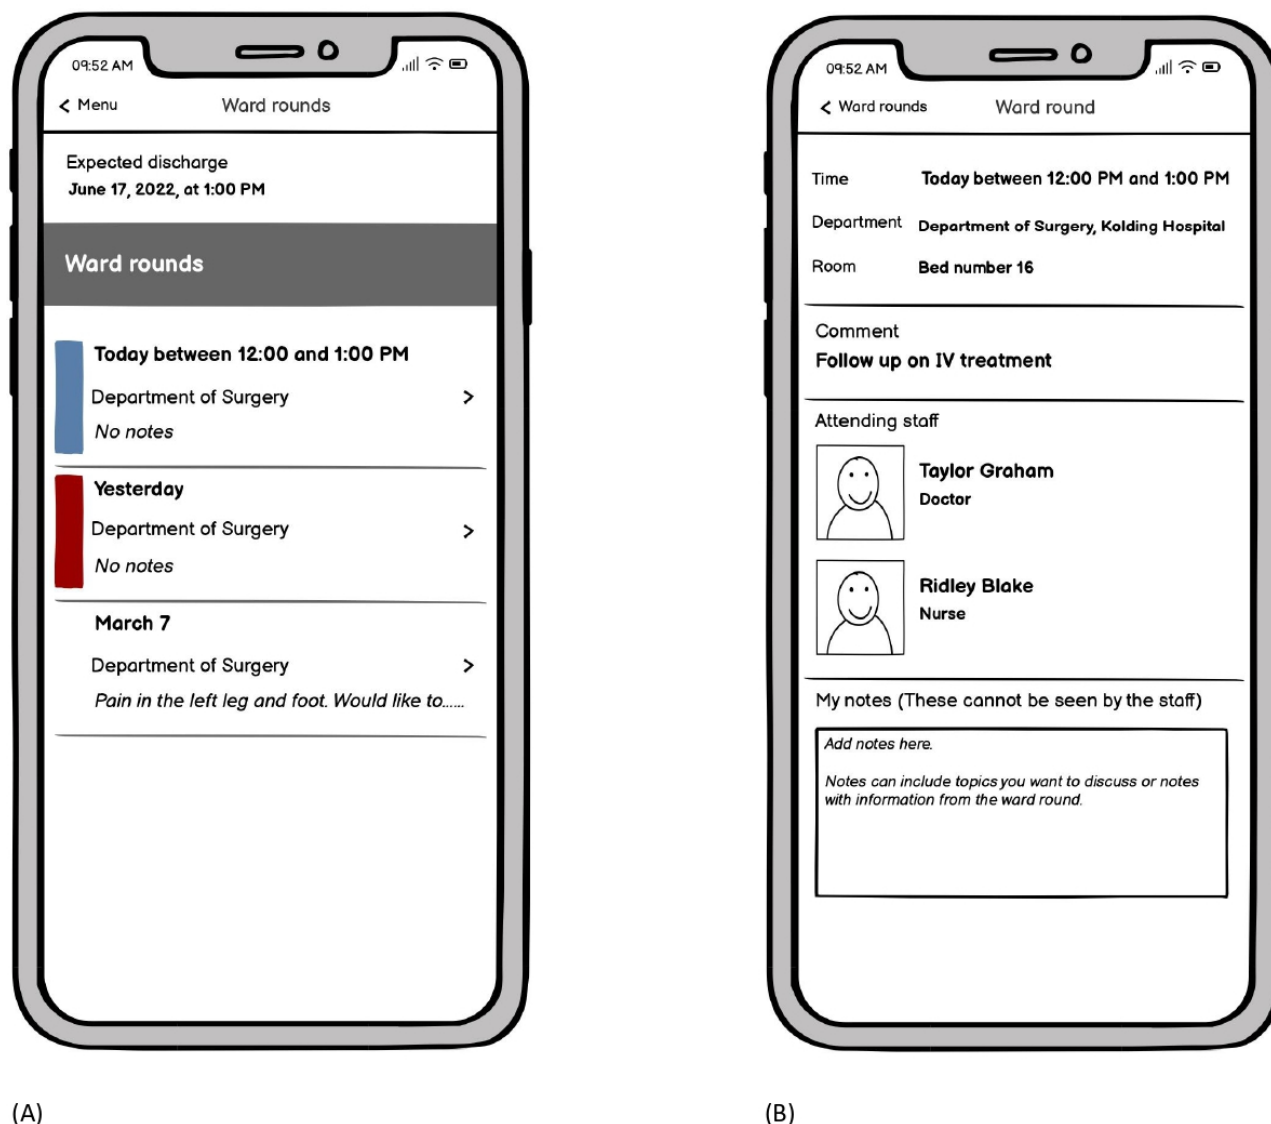 09:52 AM
< Menu
Ward rounds
Expected discharge
June 17, 2022, at 1:00 PM
Ward rounds
Today between 12:00 and 1:00 PM
Department of Surgery
>
No notes
Yesterday
Department of Surgery
>
No notes
March 7
Department of Surgery
>
Pain in the left leg and foot. Would like to......
(A)
09:52 AM
< Ward rounds
Ward round
Time Today between 12:00 PM and 1:00 PM
Department Department of Surgery, Kolding Hospital
Room Bed number 16
Comment
Follow up on IV treatment
Attending staff
Taylor Graham
Doctor
Ridley Blake
Nurse
My notes (These cannot be seen by the staff)
Add notes here.
Notes can include topics you want to discuss or notes
with information from the ward round.
(B)